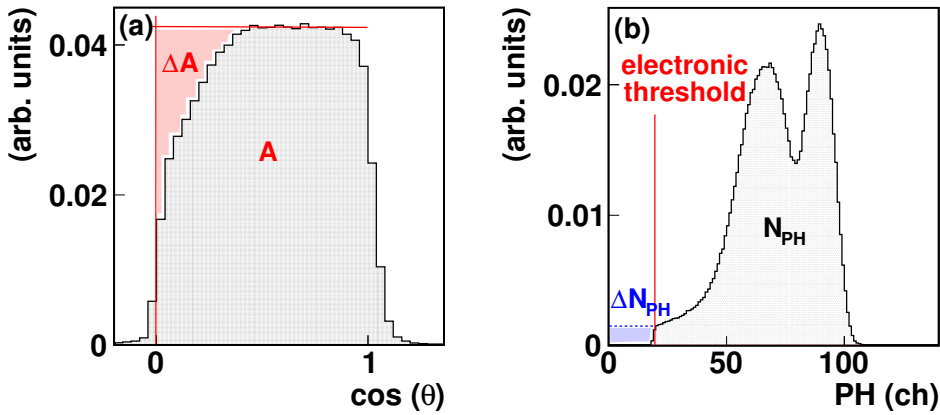 (a)
(arb. units)
0.04
0.02
0
ΔA
A
0
1
cos (θ)
(b)
(arb. units)
0.02
0.01
0
electronic
threshold
N_PH
ΔN_PH
0
50
100
PH (ch)